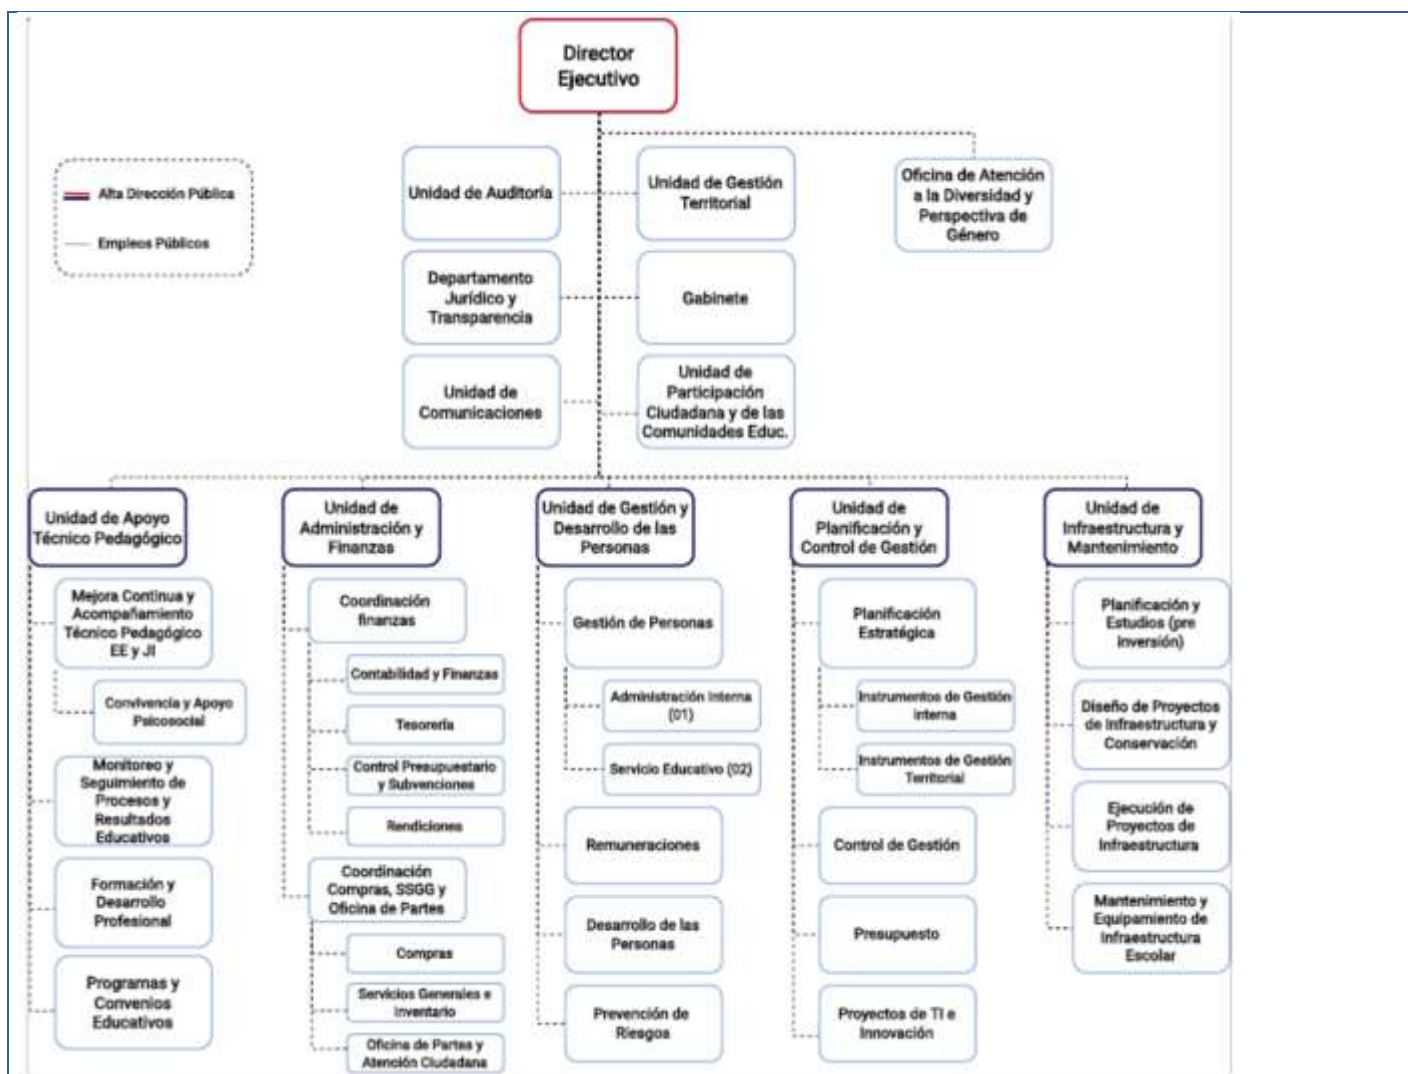 Director
Ejecutivo
Alta Dirección Pública
Empleos Públicos
Unidad de Auditoría
Unidad de Gestión
Territorial
Oficina de Atención
a la Diversidad y
Perspectiva de
Género
Departamento
Jurídico y
Transparencia
Gabinete
Unidad de
Comunicaciones
Unidad de
Participación
Ciudadana y de las
Comunidades Educ.
Unidad de Apoyo
Técnico Pedagógico
Mejora Continua y
Acompañamiento
Técnico Pedagógico
EE y JI
Convivencia y Apoyo
Psicosocial
Monitoreo y
Seguimiento de
Procesos y
Resultados
Educativos
Formación y
Desarrollo
Profesional
Programas y
Convenios
Educativos
Unidad de
Administración y
Finanzas
Coordinación
finanzas
Contabilidad y Finanzas
Tesorería
Control Presupuestario
y Subvenciones
Rendiciones
Coordinación
Compras, SSGG y
Oficina de Partes
Compras
Servicios Generales e
Inventario
Oficina de Partes y
Atención Ciudadana
Unidad de Gestión y
Desarrollo de las
Personas
Gestión de Personas
Administración Interna
(01)
Servicio Educativo (02)
Remuneraciones
Desarrollo de las
Personas
Prevención de
Riesgos
Unidad de
Planificación y
Control de Gestión
Planificación
Estratégica
Instrumentos de Gestión
interna
Instrumentos de Gestión
Territorial
Control de Gestión
Presupuesto
Proyectos de TI e
Innovación
Unidad de
Infraestructura y
Mantenimiento
Planificación y
Estudios (pre
inversión)
Diseño de Proyectos
de Infraestructura y
Conservación
Ejecución de
Proyectos de
Infraestructura
Mantenimiento y
Equipamiento de
Infraestructura
Escolar